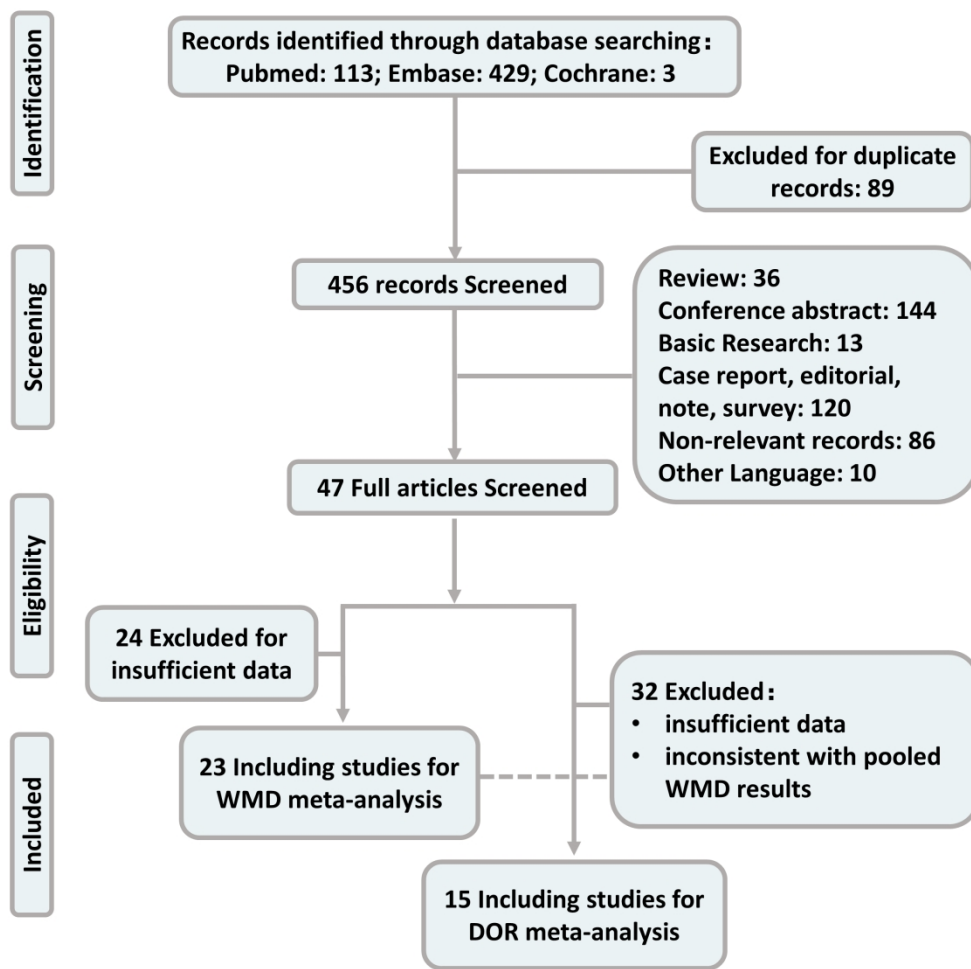 Identification
Records identified through database searching：
Pubmed: 113; Embase: 429; Cochrane: 3
Excluded for duplicate
records: 89
Screening
456 records Screened
Review: 36
Conference abstract: 144
Basic Research: 13
Case report, editorial,
note, survey: 120
Non-relevant records: 86
Other Language: 10
47 Full articles Screened
Eligibility
24 Excluded for
insufficient data
32 Excluded：
• insufficient data
• inconsistent with pooled
WMD results
Included
23 Including studies for
WMD meta-analysis
15 Including studies for
DOR meta-analysis